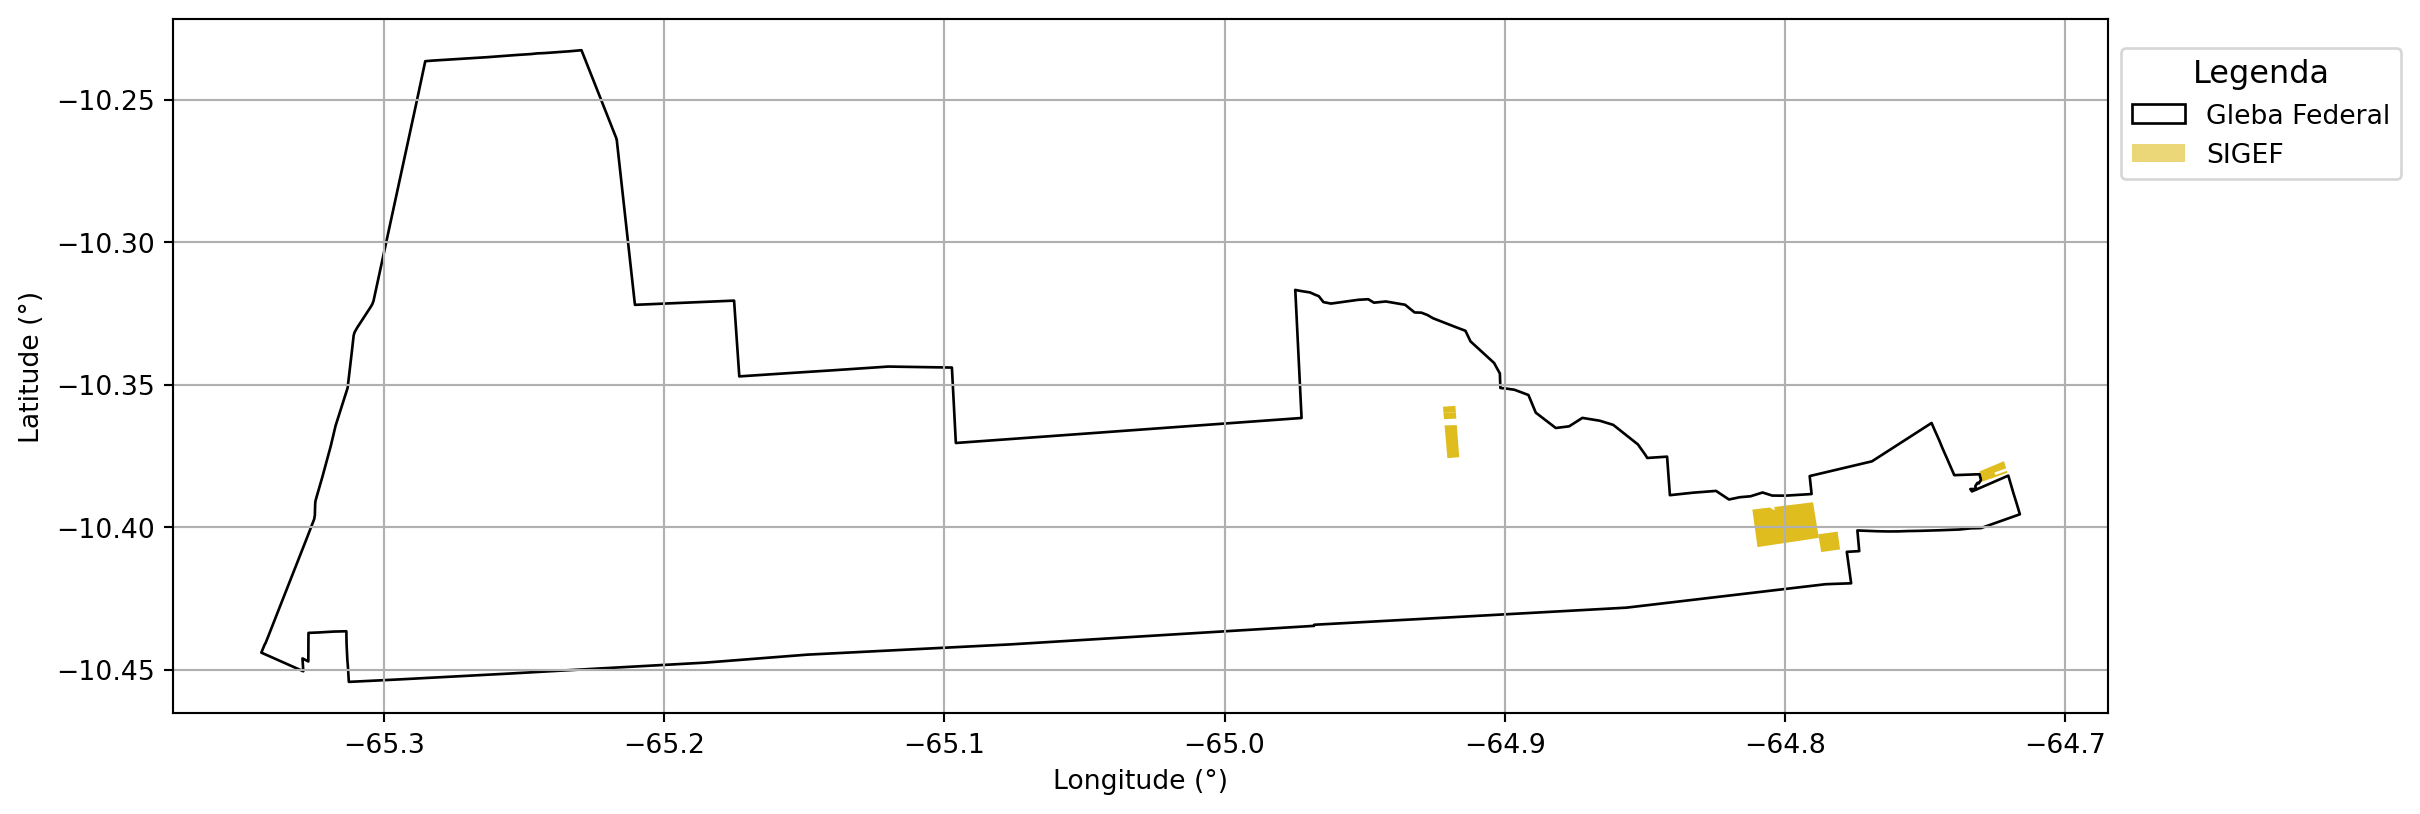 Legenda
Gleba Federal
SIGEF
Latitude (°)
−10.25
−10.30
−10.35
−10.40
−10.45
−65.3
−65.2
−65.1
−65.0
−64.9
−64.8
−64.7
Longitude (°)